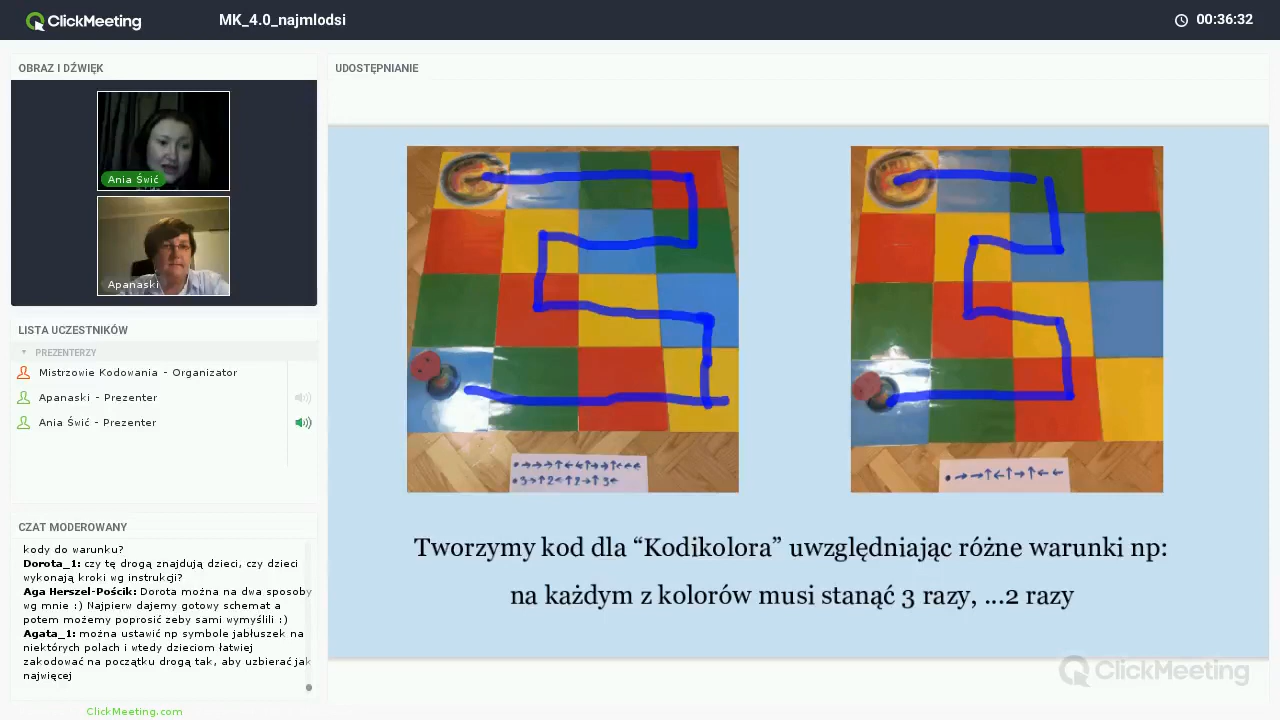 ClickMeeting
MK_4.0_najmlodsi
00:36:32
OBRAZ I DŹWIĘK
Ania Świć
Apanaski
LISTA UCZESTNIKÓW
PREZENTERZY
Mistrzowie Kodowania - Organizator
Apanaski - Prezenter
Ania Świć - Prezenter
CZAT MODEROWANY
kody do warunku?
Dorota_1: czy tę drogą znajdują dzieci, czy dzieci
wykonają kroki wg instrukcji?
Aga Herszel-Pościk: Dorota można na dwa sposoby
wg mnie :) Najpierw dajemy gotowy schemat a
potem możemy poprosić zeby sami wymyślili :)
Agata_1: można ustawić np symbole jabłuszek na
niektórych polach i wtedy dzieciom łatwiej
zakodować na początku drogą tak, aby uzbierać jak
najwięcej
ClickMeeting.com
UDOSTĘPNIANIE
•→→→↑←←↑→→↑←←←
•3→↑2←↑2→↑3←
•→→↑←↑→↑←←
Tworzymy kod dla “Kodikolora” uwzględniając różne warunki np:
na każdym z kolorów musi stanąć 3 razy, ...2 razy
ClickMeeting